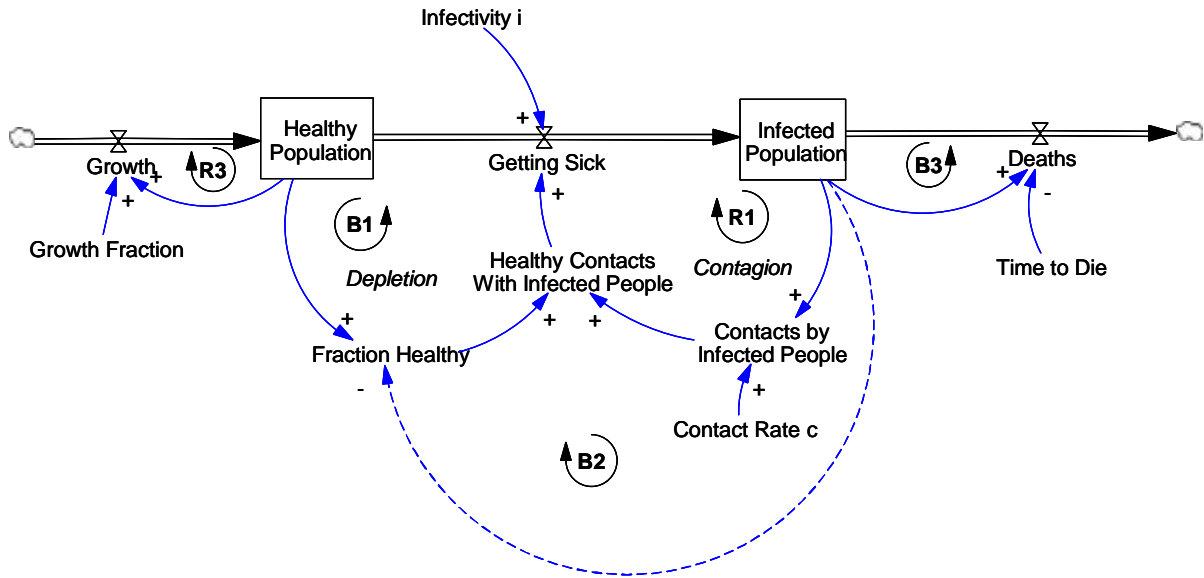 Infectivity i
+
Healthy
Population
Infected
Population
Growth
R3
+
+
Getting Sick
+
B3
Deaths
+
-
Growth Fraction
B1
R1
Depletion
Healthy Contacts
With Infected People
Contagion
Time to Die
+
+
+
+
Fraction Healthy
-
Contacts by
Infected People
+
Contact Rate c
B2